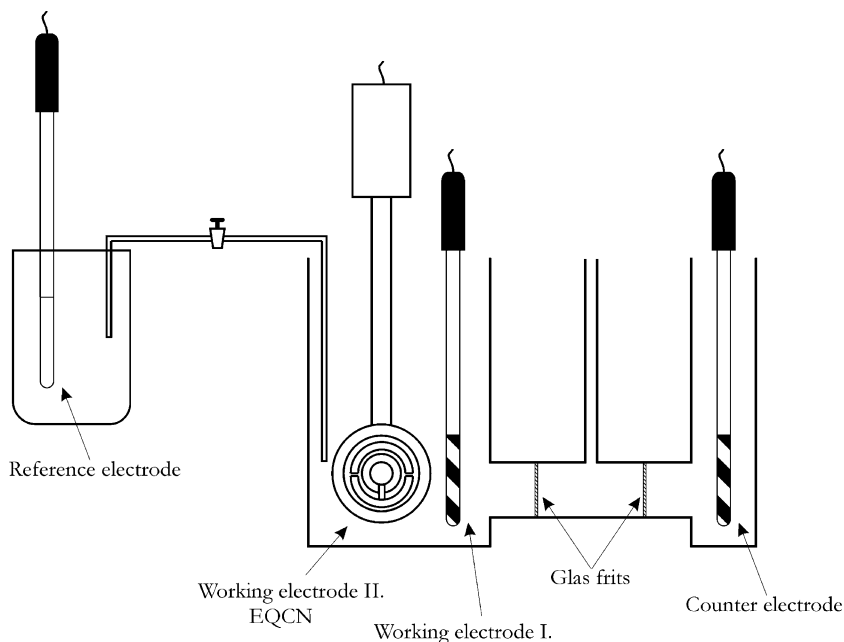 Reference electrode
Working electrode II.
EQCN
Working electrode I.
Glas frits
Counter electrode